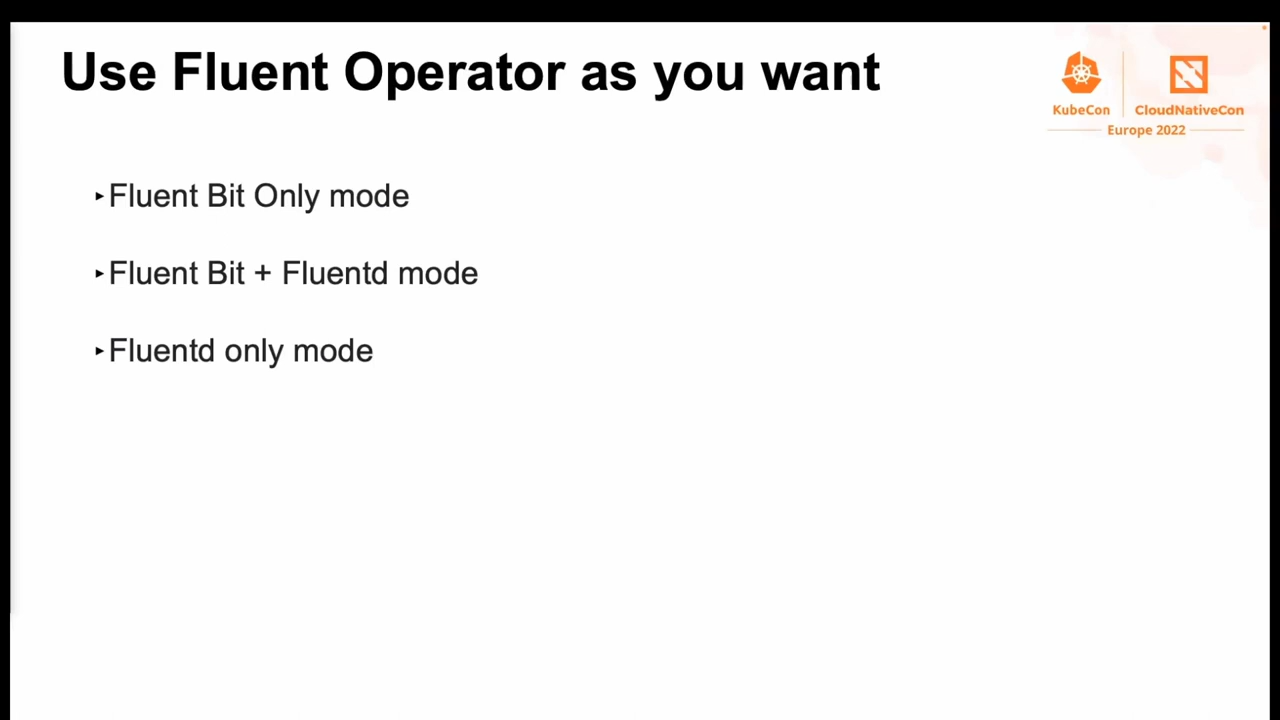 Use Fluent Operator as you want
KubeCon
CloudNativeCon
Europe 2022
‣Fluent Bit Only mode
‣Fluent Bit + Fluentd mode
‣Fluentd only mode